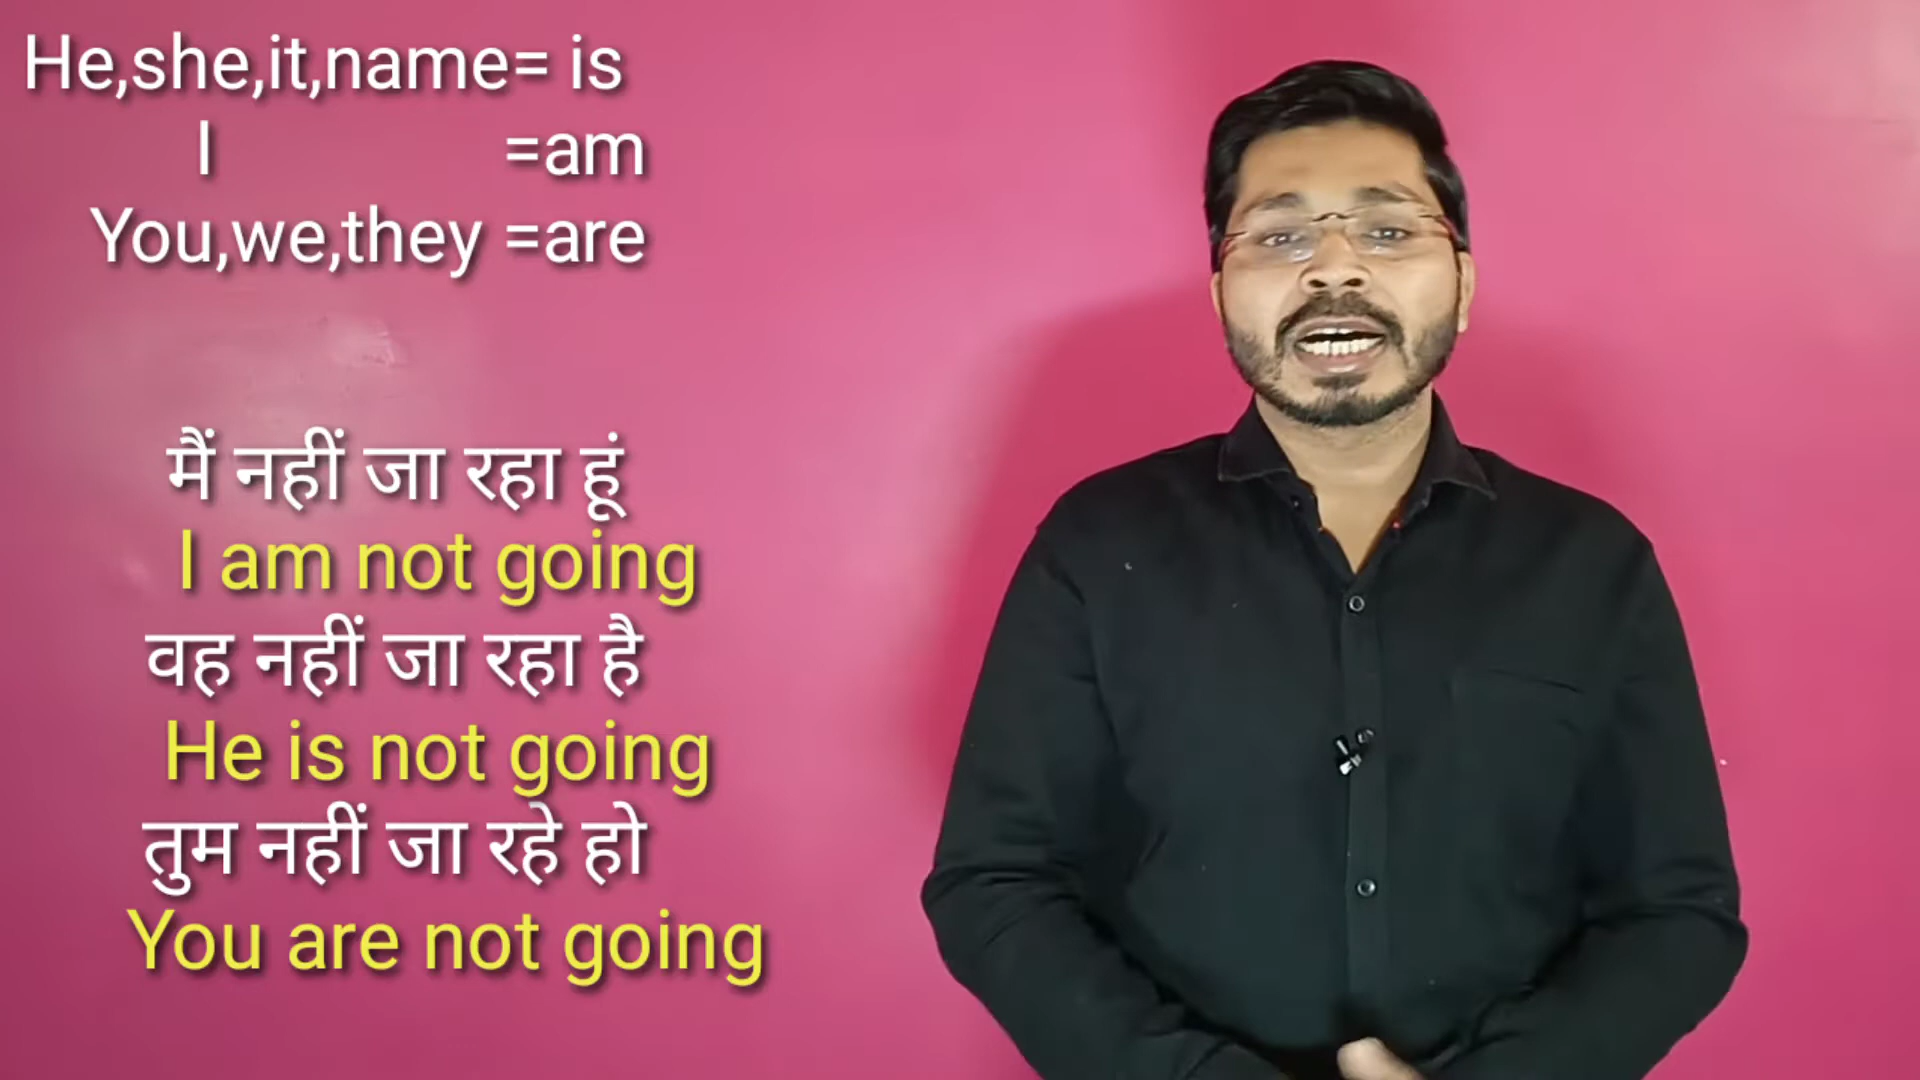 He,she,it,name= is
I =am
You,we,they =are
मैं नहीं जा रहा हूं
I am not going
वह नहीं जा रहा है
He is not going
तुम नहीं जा रहे हो
You are not going